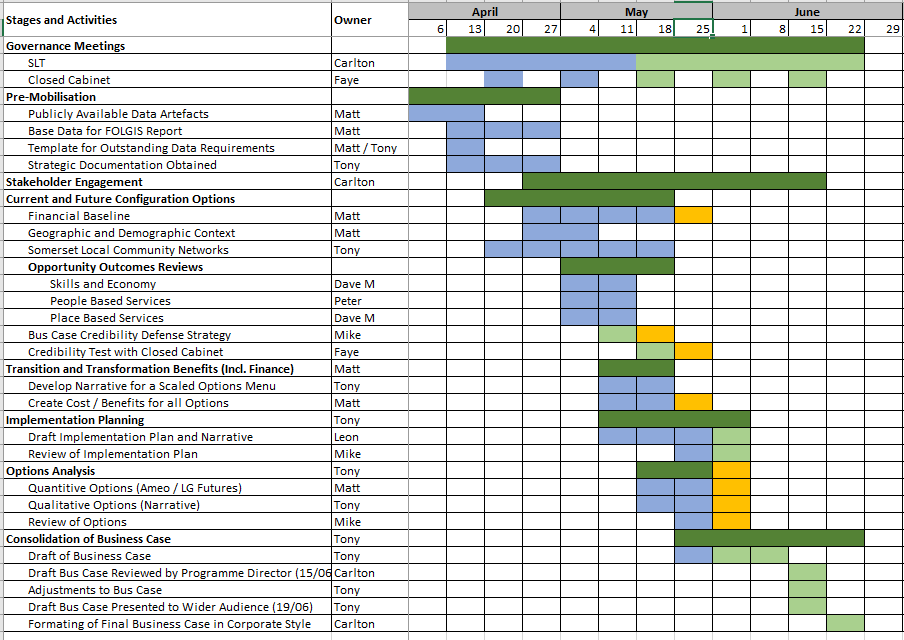 Stages and Activities Owner April May June
6 13 20 27 4 11 18 25 1 8 15 22 29
Governance Meetings
SLT Carlton
Closed Cabinet Faye
Pre-Mobilisation
Publicly Available Data Artefacts Matt
Base Data for FOLGIS Report Matt
Template for Outstanding Data Requirements Matt / Tony
Strategic Documentation Obtained Tony
Stakeholder Engagement Carlton
Current and Future Configuration Options
Financial Baseline Matt
Geographic and Demographic Context Matt
Somerset Local Community Networks Tony
Opportunity Outcomes Reviews
Skills and Economy Dave M
People Based Services Peter
Place Based Services Dave M
Bus Case Credibility Defense Strategy Mike
Credibility Test with Closed Cabinet Faye
Transition and Transformation Benefits (Incl. Finance) Matt
Develop Narrative for a Scaled Options Menu Tony
Create Cost / Benefits for all Options Matt
Implementation Planning Tony
Draft Implementation Plan and Narrative Leon
Review of Implementation Plan Mike
Options Analysis Tony
Quantitive Options (Ameo / LG Futures) Matt
Qualitative Options (Narrative) Tony
Review of Options Mike
Consolidation of Business Case Tony
Draft of Business Case Tony
Draft Bus Case Reviewed by Programme Director (15/06 Carlton
Adjustments to Bus Case Tony
Draft Bus Case Presented to Wider Audience (19/06) Tony
Formating of Final Business Case in Corporate Style Carlton